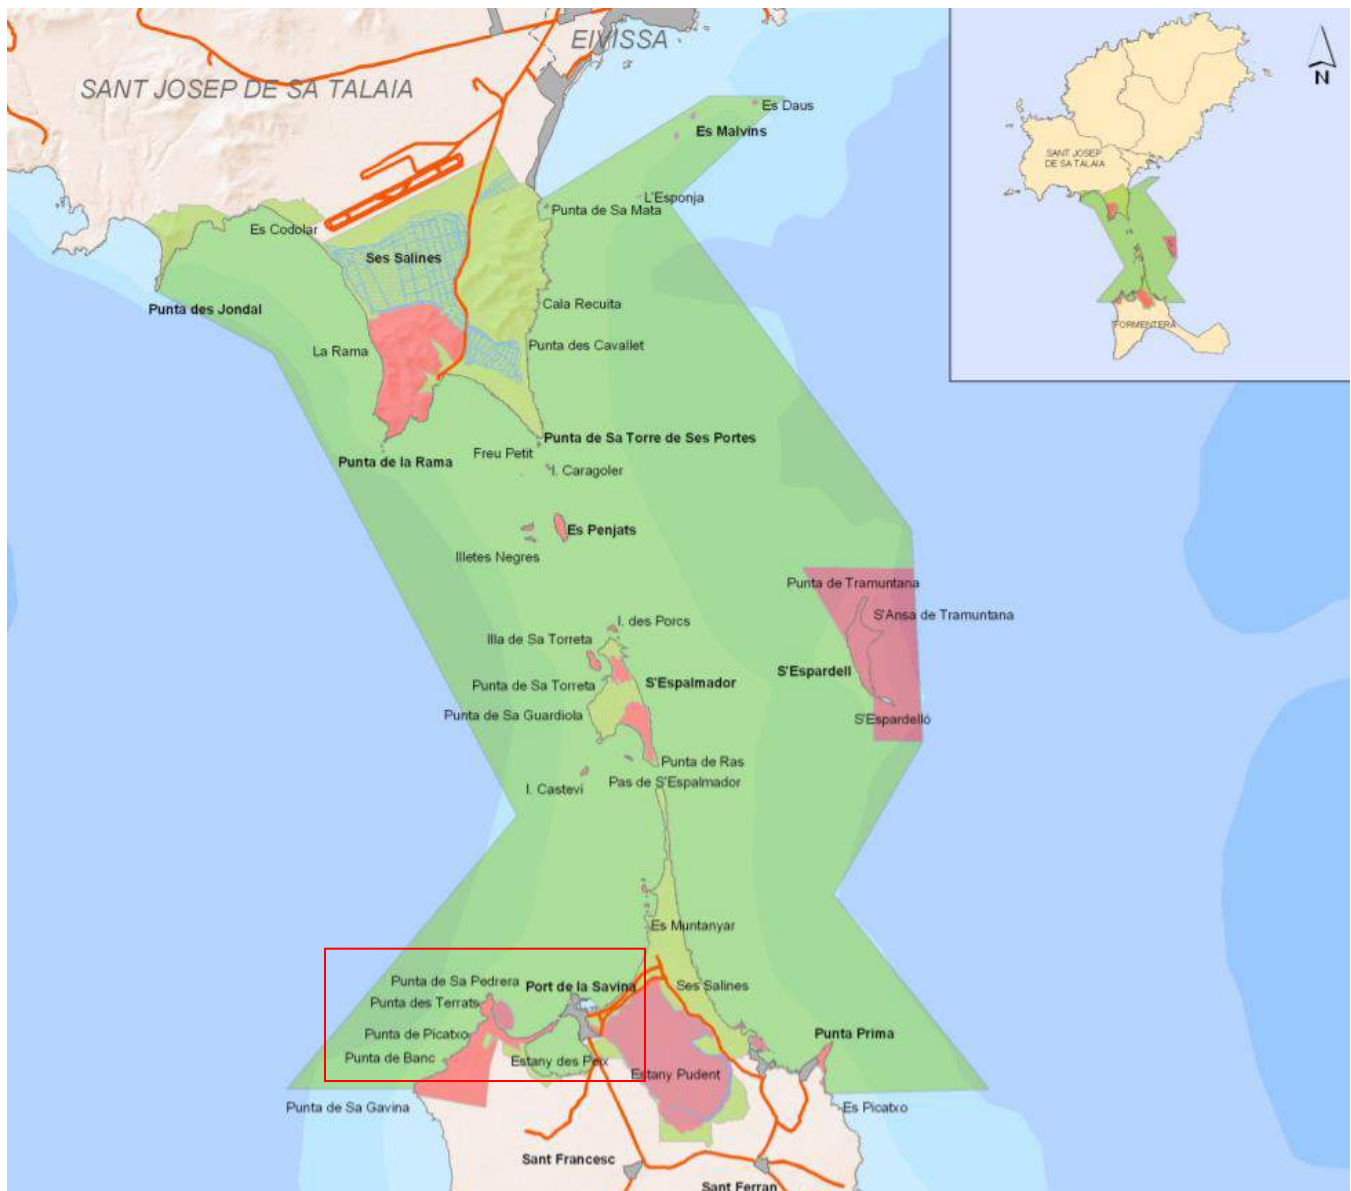 EIVISSA
SANT JOSEP DE SA TALAIA
N
Es Daus
Es Malvins
SANT JOSEP
DE SA TALAIA
L'Esponja
Punta de Sa Mata
Es Codolar
Ses Salines
Cala Recuita
Punta des Jondal
FORMENTERA
Punta des Cavallet
La Rama
Punta de Sa Torre de Ses Portes
Freu Petit
Punta de la Rama
I. Caragoler
Es Penjats
Illetes Negres
Punta de Tramuntana
S'Ansa de Tramuntana
I. des Porcs
Illa de Sa Torreta
S'Espardell
S'Espalmador
Punta de Sa Torreta
Punta de Sa Guardiola
S'Espardelló
Punta de Ras
Pas de S'Espalmador
I. Castevi
Es Muntanyar
Punta de Sa Pedrera
Port de la Savina
Ses Salines
Punta des Terrats
Punta de Picatxo
Punta Prima
Punta de Banc
Estany des Peix
Estany Pudent
Punta de Sa Gavina
Es Picatxo
Sant Francesc
Sant Ferran